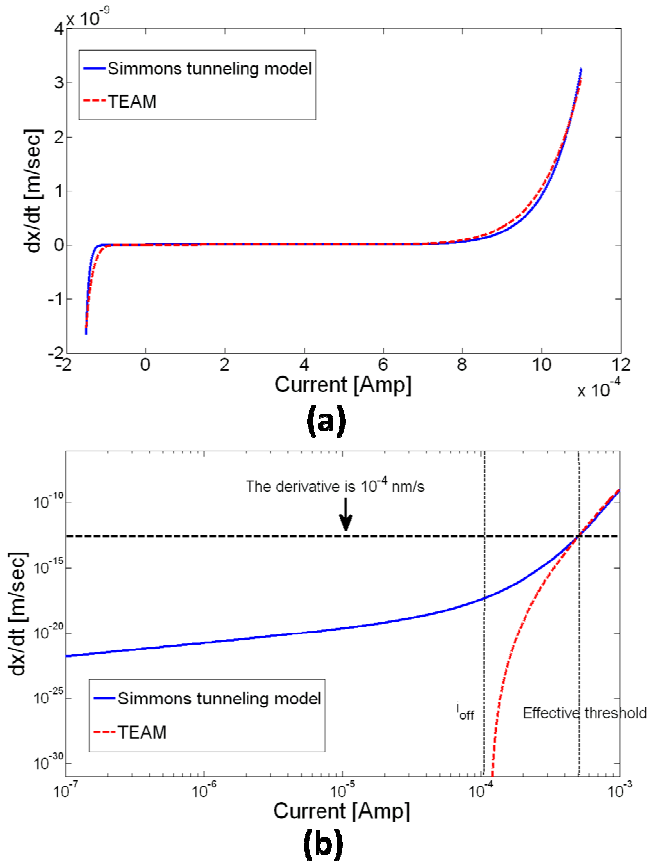 4
x 10^-9
Simmons tunneling model
TEAM
3
2
1
0
-1
-2
dx/dt [m/sec]
-2 0 2 4 6 8 10 12
Current [Amp]
x 10^-4
(a)
10^-10
10^-15
10^-20
10^-25
10^-30
dx/dt [m/sec]
The derivative is 10^-4 nm/s
I_off
Effective threshold
Simmons tunneling model
TEAM
10^-7 10^-6 10^-5 10^-4 10^-3
Current [Amp]
(b)